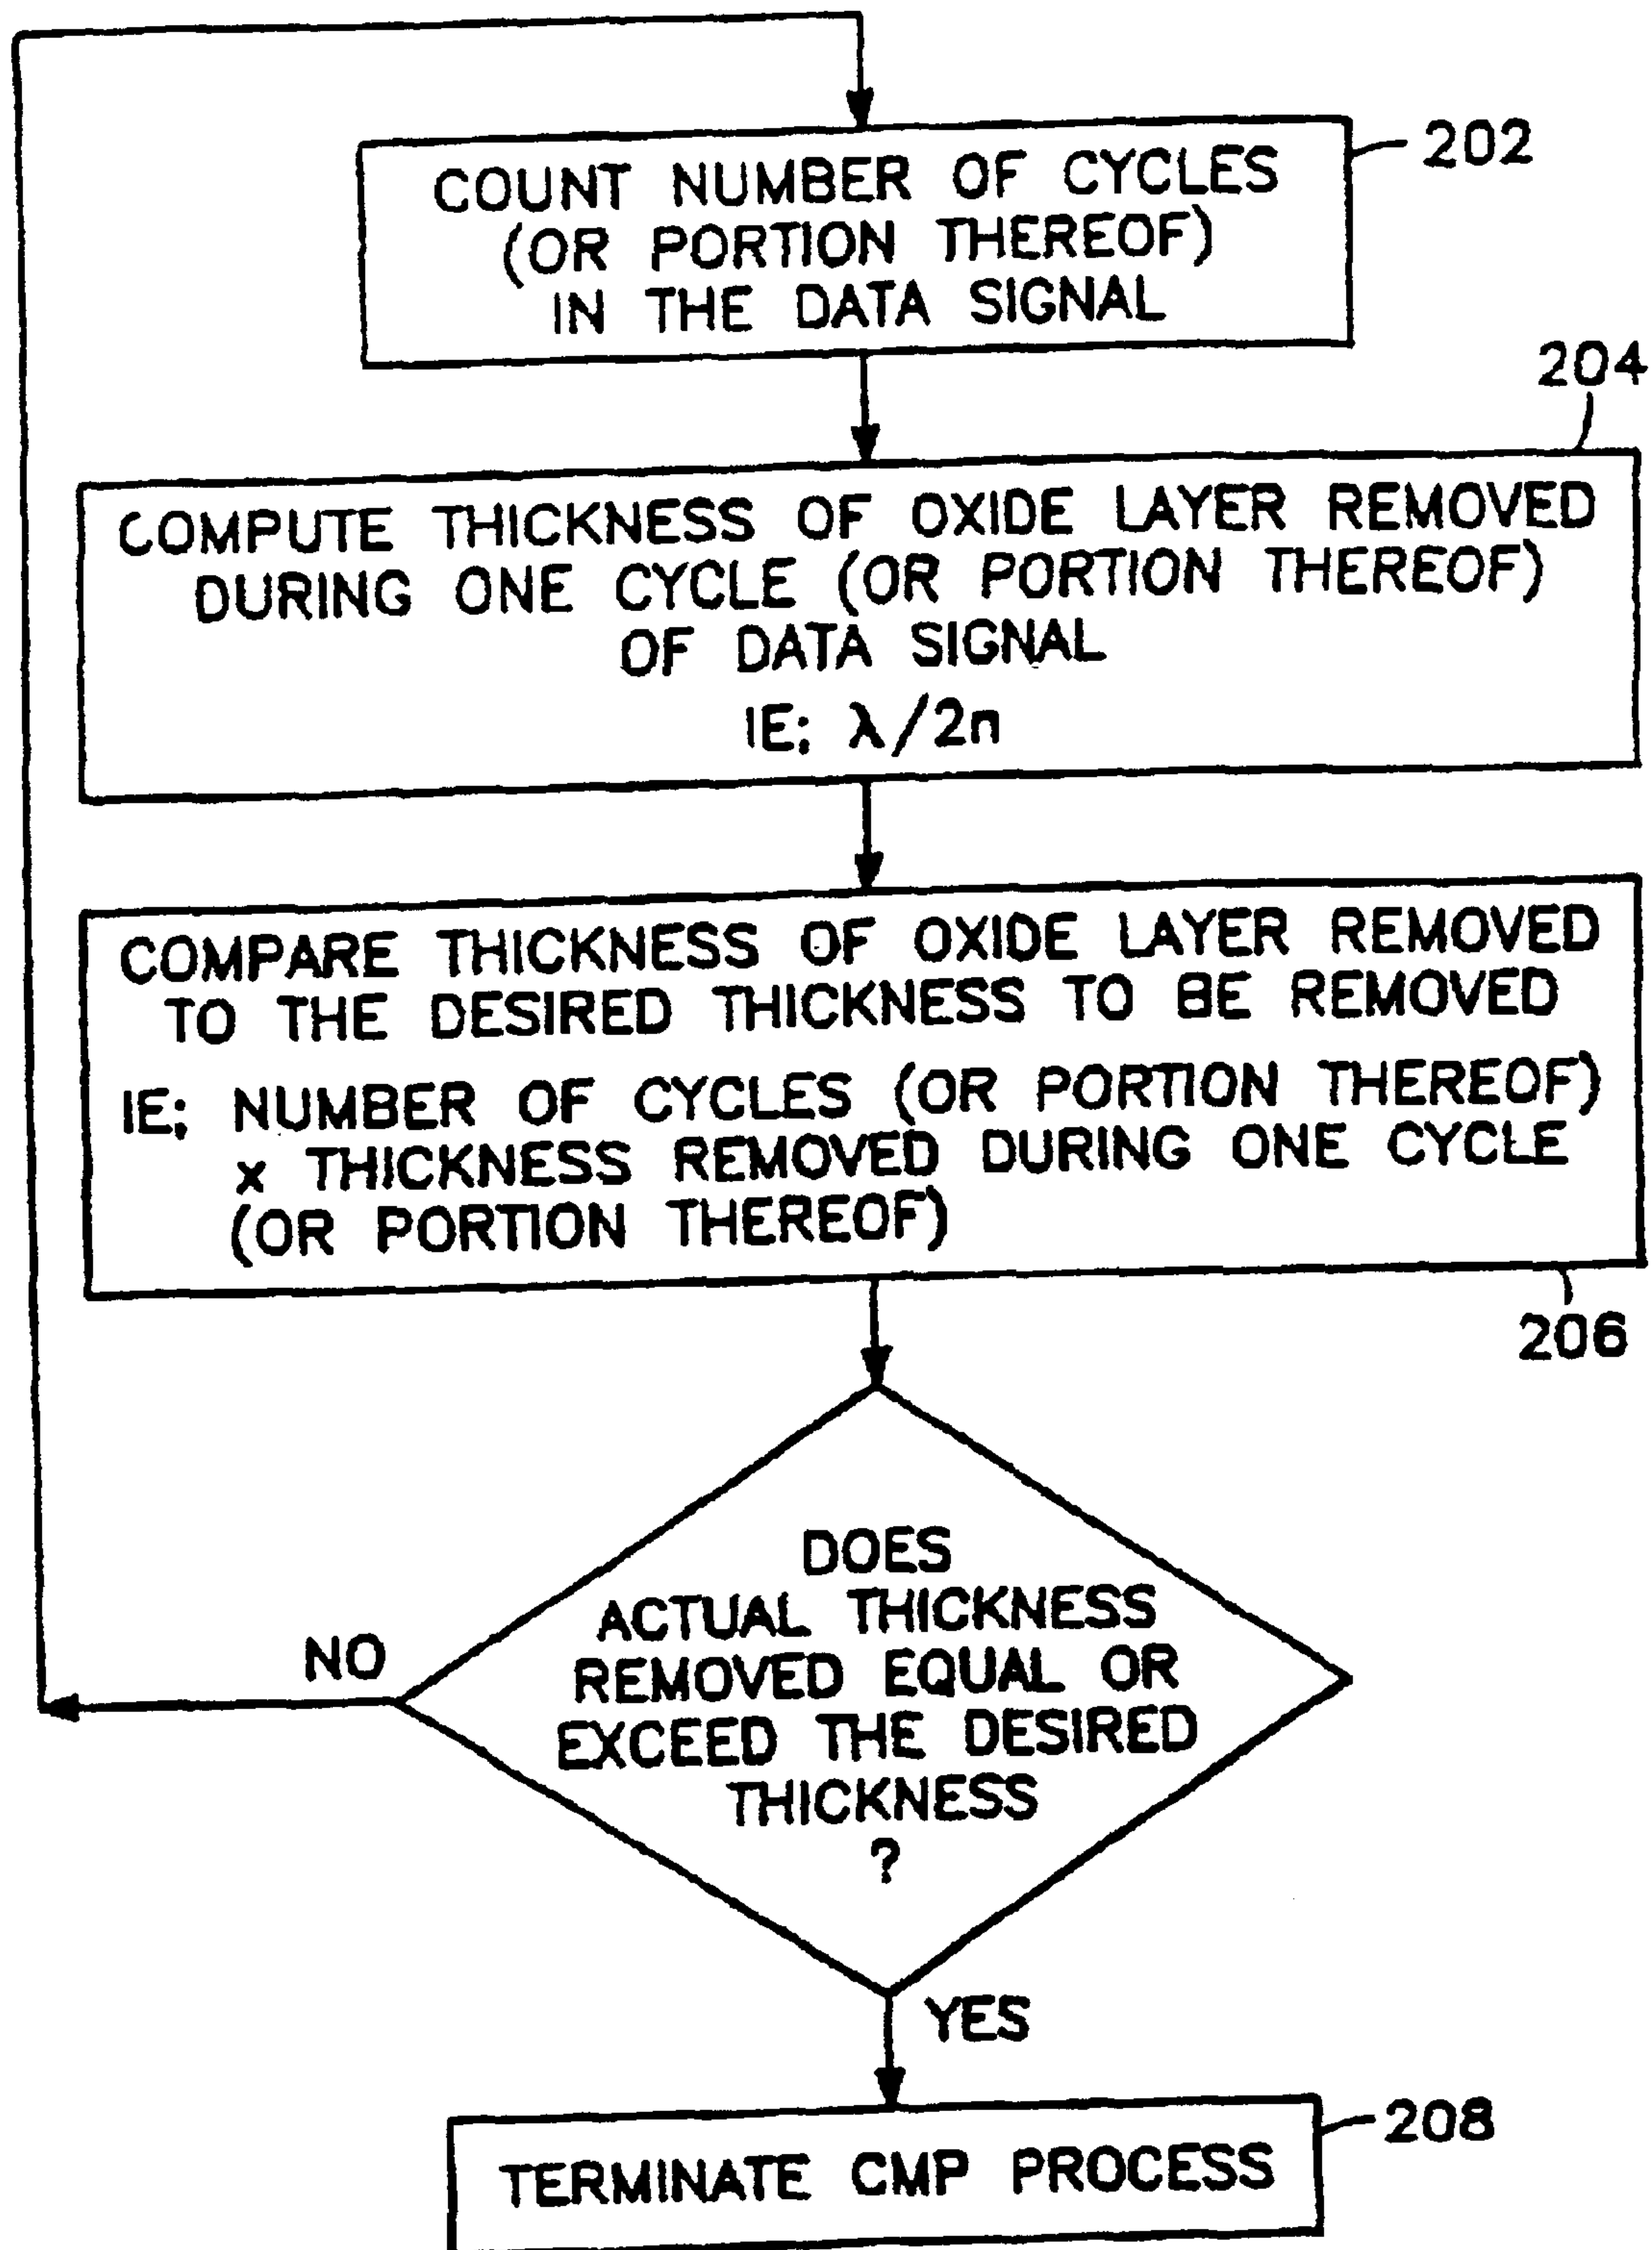 COUNT NUMBER OF CYCLES
(OR PORTION THEREOF)
IN THE DATA SIGNAL
202
204
COMPUTE THICKNESS OF OXIDE LAYER REMOVED
DURING ONE CYCLE (OR PORTION THEREOF)
OF DATA SIGNAL
IE; λ/2n
COMPARE THICKNESS OF OXIDE LAYER REMOVED
TO THE DESIRED THICKNESS TO BE REMOVED
IE; NUMBER OF CYCLES (OR PORTION THEREOF)
x THICKNESS REMOVED DURING ONE CYCLE
(OR PORTION THEREOF)
206
DOES
ACTUAL THICKNESS
REMOVED EQUAL OR
EXCEED THE DESIRED
THICKNESS
?
NO
YES
208
TERMINATE CMP PROCESS